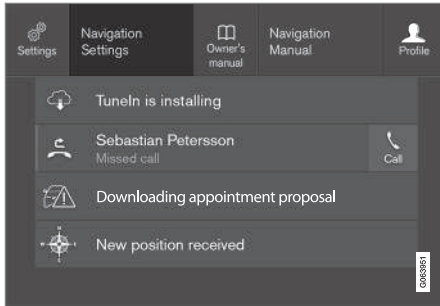 Settings
Navigation
Settings
Owner's
manual
Navigation
Manual
Profile
TuneIn is installing
Sebastian Petersson
Missed call
Call
Downloading appointment proposal
New position received
G063951